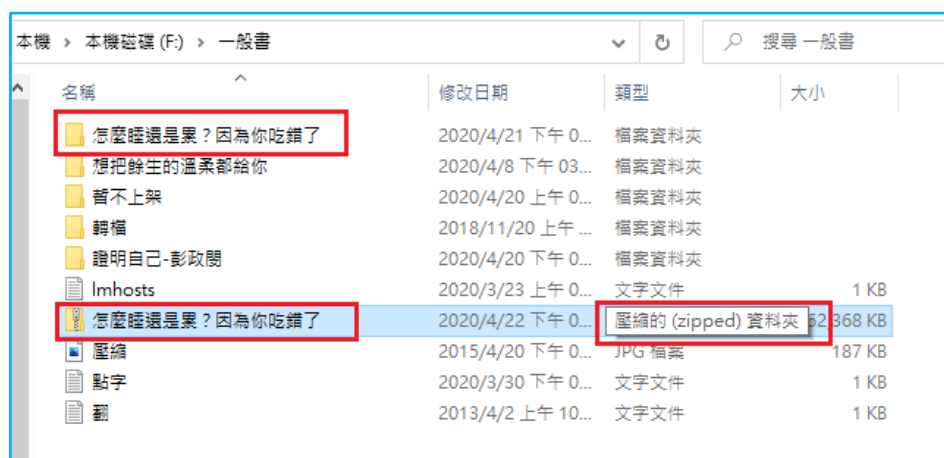 本機 > 本機磁碟 (F:) > 一般書 搜尋 一般書
名稱 修改日期 類型 大小
怎麼睡還是累？因為你吃錯了 2020/4/21 下午 0... 檔案資料夾
想把餘生的溫柔都給你 2020/4/8 下午 03... 檔案資料夾
暫不上架 2020/4/20 上午 0... 檔案資料夾
轉檔 2018/11/20 上午 ... 檔案資料夾
證明自己-彭政閔 2020/4/20 下午 0... 檔案資料夾
lmhosts 2020/3/23 上午 0... 文字文件 1 KB
怎麼睡還是累？因為你吃錯了 2020/4/22 下午 0... 壓縮的 (zipped) 資料夾 62,368 KB
壓縮 2015/4/20 下午 0... JPG 檔案 187 KB
點字 2020/3/30 下午 0... 文字文件 1 KB
翻 2013/4/2 上午 10... 文字文件 1 KB